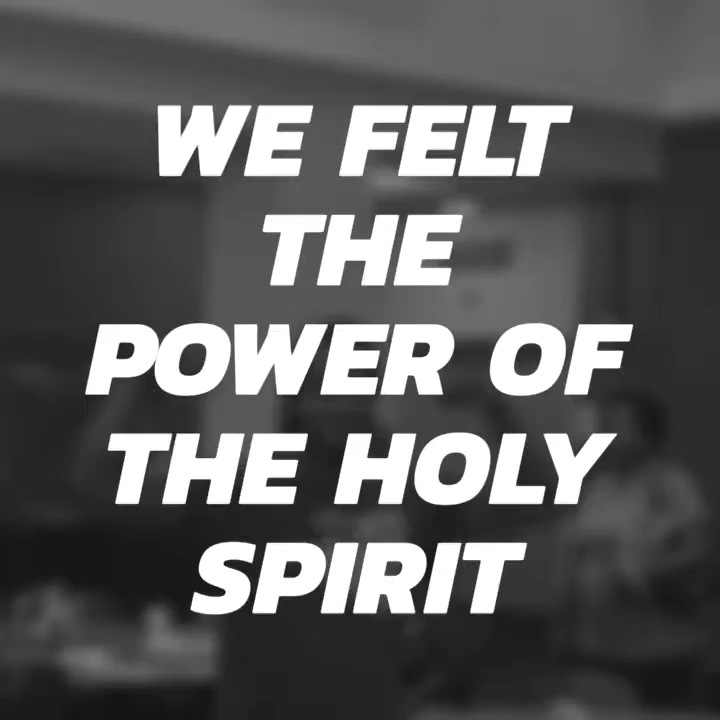 WE FELT
THE
POWER OF
THE HOLY
SPIRIT